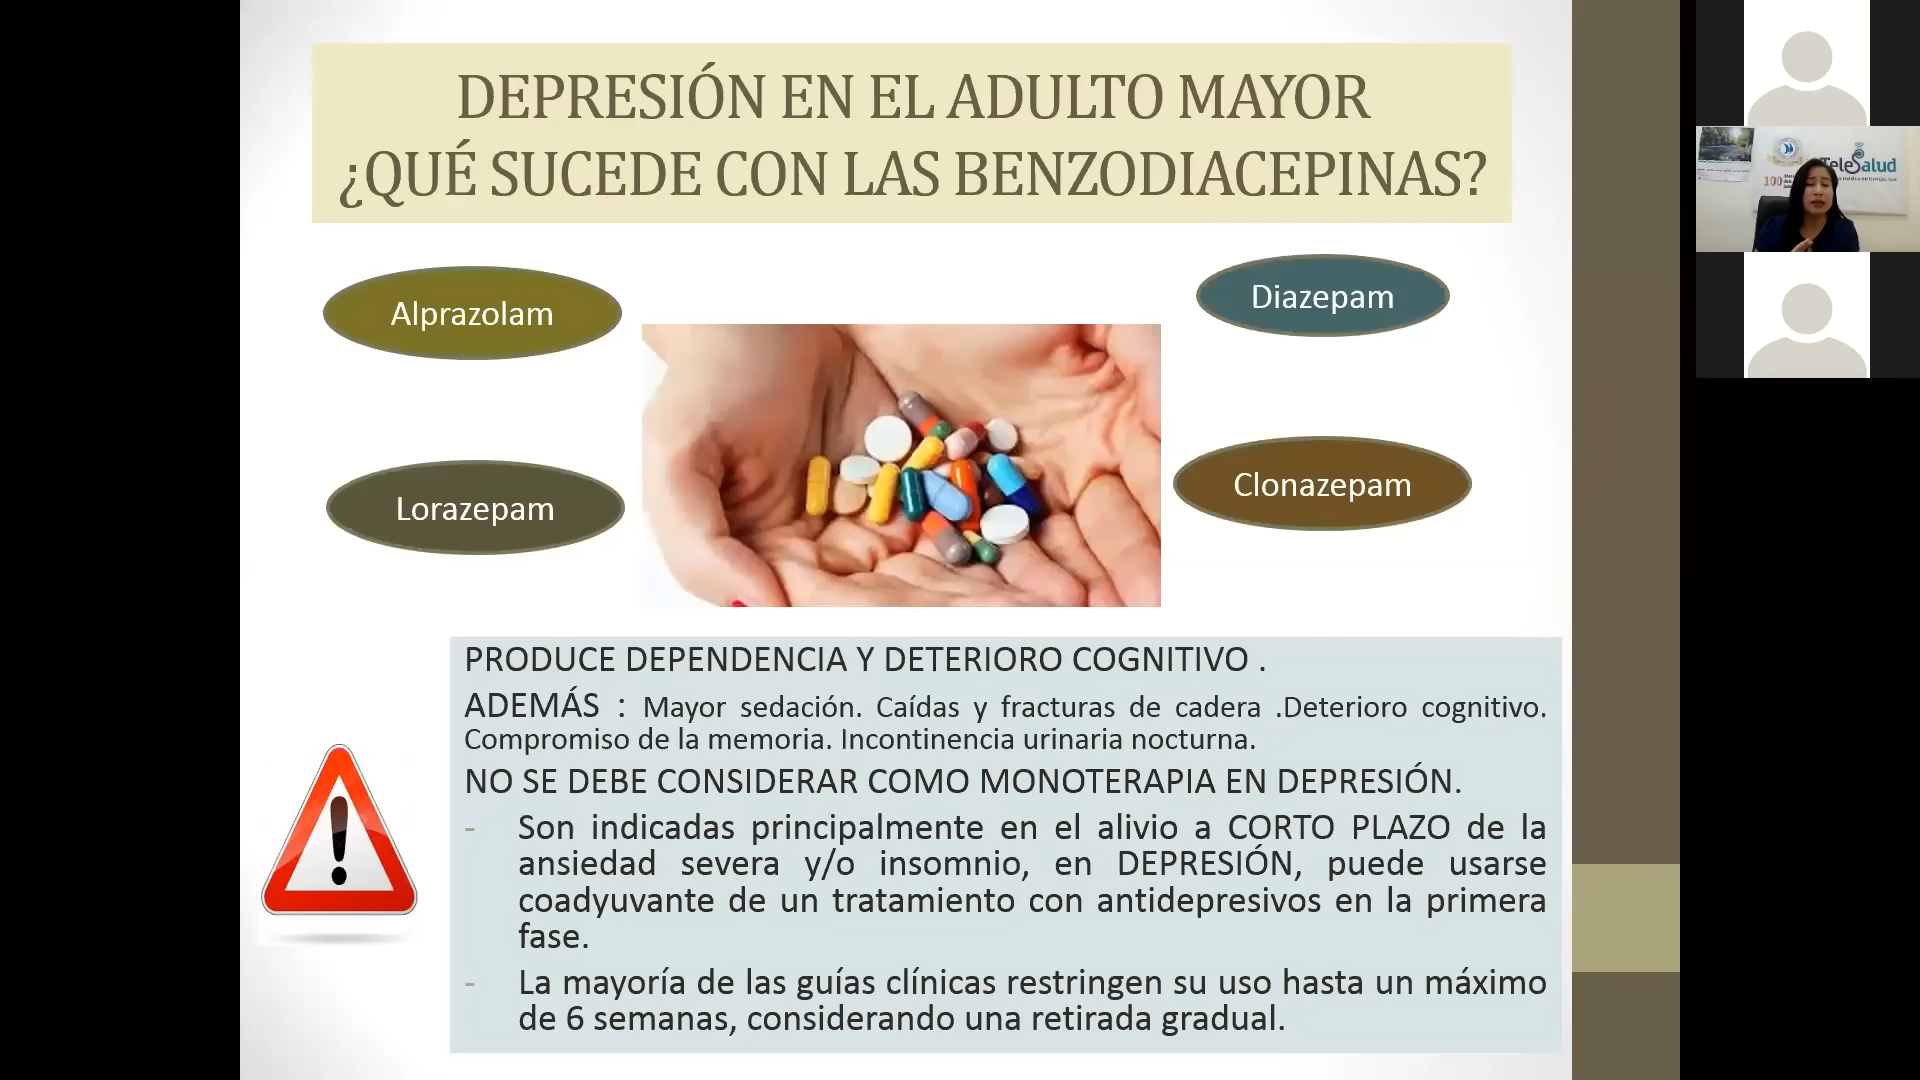 DEPRESIÓN EN EL ADULTO MAYOR
¿QUÉ SUCEDE CON LAS BENZODIACEPINAS?
Alprazolam
Diazepam
Lorazepam
Clonazepam
PRODUCE DEPENDENCIA Y DETERIORO COGNITIVO .
ADEMÁS : Mayor sedación. Caídas y fracturas de cadera .Deterioro cognitivo.
Compromiso de la memoria. Incontinencia urinaria nocturna.
NO SE DEBE CONSIDERAR COMO MONOTERAPIA EN DEPRESIÓN.
- Son indicadas principalmente en el alivio a CORTO PLAZO de la
ansiedad severa y/o insomnio, en DEPRESIÓN, puede usarse
coadyuvante de un tratamiento con antidepresivos en la primera
fase.
- La mayoría de las guías clínicas restringen su uso hasta un máximo
de 6 semanas, considerando una retirada gradual.
TeleSalud
100